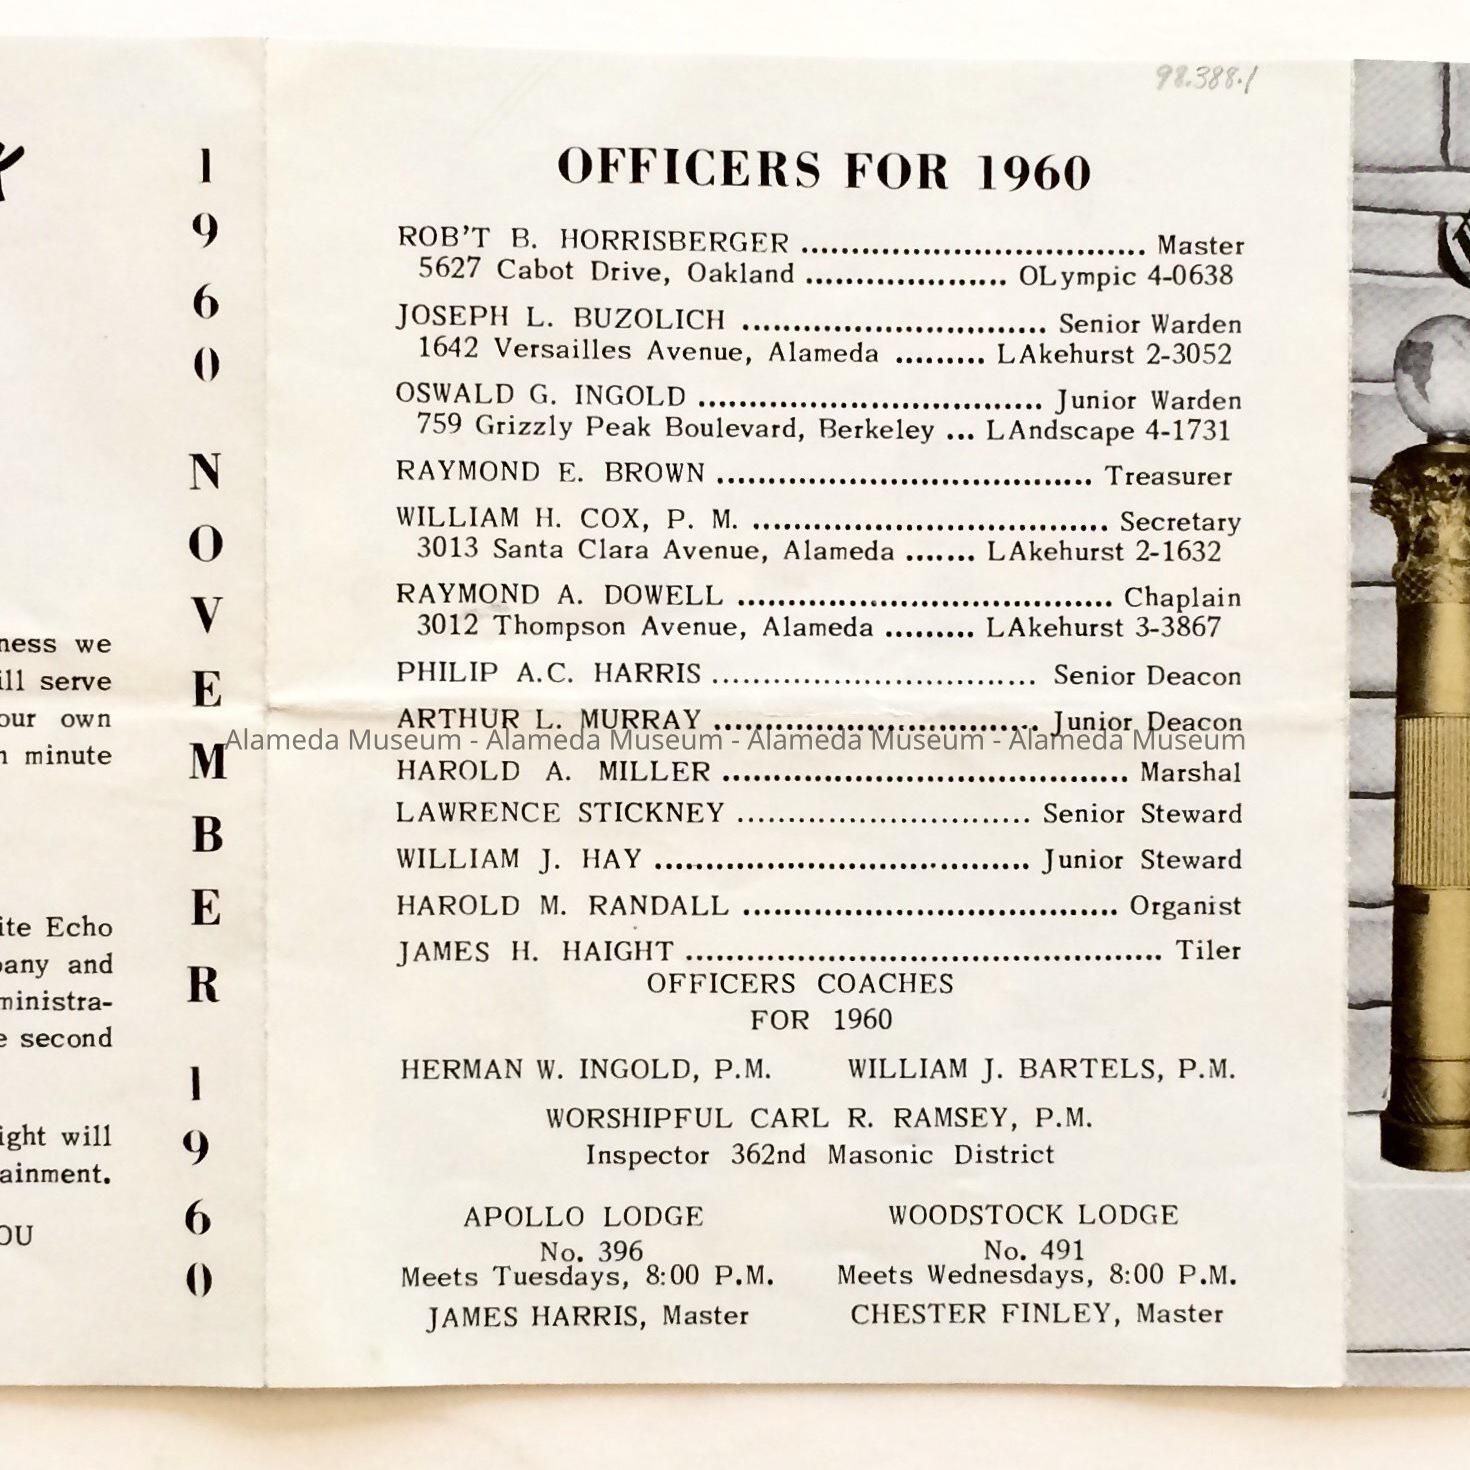 98.388.1
1
9
6
0
N
O
V
E
M
B
E
R
1
9
6
0
ness we
ill serve
our own
minute
ite Echo
pany and
ministra-
second
ight will
ainment.
OU
OFFICERS FOR 1960
ROB'T B. HORRISBERGER .................................. Master
5627 Cabot Drive, Oakland .................... OLympic 4-0638
JOSEPH L. BUZOLICH .............................. Senior Warden
1642 Versailles Avenue, Alameda ......... LAkehurst 2-3052
OSWALD G. INGOLD .................................. Junior Warden
759 Grizzly Peak Boulevard, Berkeley ... LAndscape 4-1731
RAYMOND E. BROWN ..................................... Treasurer
WILLIAM H. COX, P. M. ................................... Secretary
3013 Santa Clara Avenue, Alameda ....... LAkehurst 2-1632
RAYMOND A. DOWELL ..................................... Chaplain
3012 Thompson Avenue, Alameda ......... LAkehurst 3-3867
PHILIP A.C. HARRIS ................................ Senior Deacon
ARTHUR L. MURRAY ................................ Junior Deacon
Alameda Museum - Alameda Museum - Alameda Museum - Alameda Museum
HAROLD A. MILLER ........................................ Marshal
LAWRENCE STICKNEY ............................. Senior Steward
WILLIAM J. HAY ..................................... Junior Steward
HAROLD M. RANDALL ..................................... Organist
JAMES H. HAIGHT ............................................... Tiler
OFFICERS COACHES
FOR 1960
HERMAN W. INGOLD, P.M. WILLIAM J. BARTELS, P.M.
WORSHIPFUL CARL R. RAMSEY, P.M.
Inspector 362nd Masonic District
APOLLO LODGE
No. 396
Meets Tuesdays, 8:00 P.M.
JAMES HARRIS, Master
WOODSTOCK LODGE
No. 491
Meets Wednesdays, 8:00 P.M.
CHESTER FINLEY, Master